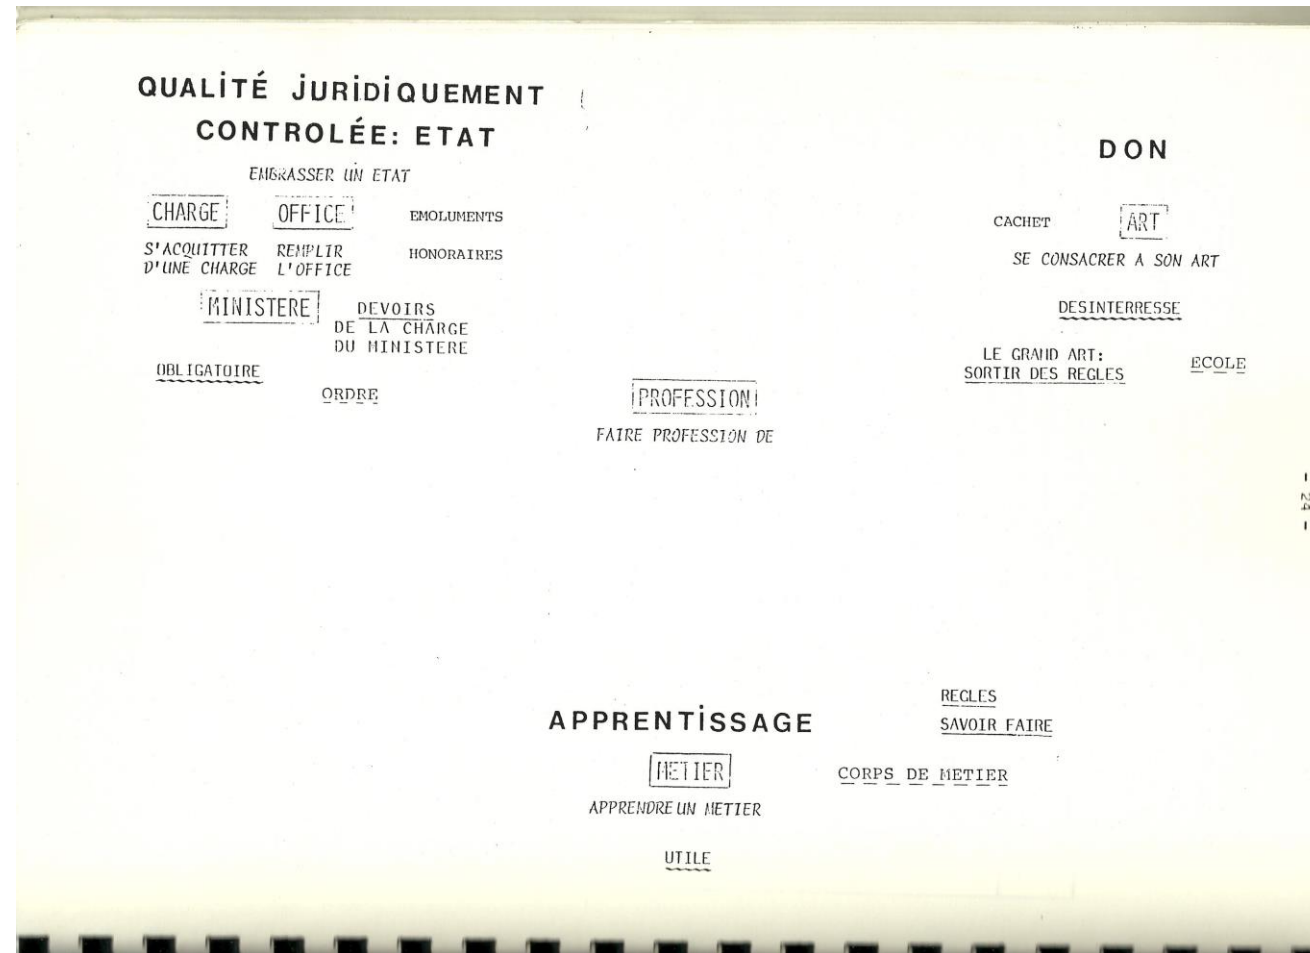 QUALITÉ JURIDIQUEMENT
CONTROLÉE: ETAT
EMBRASSER UN ETAT
CHARGE OFFICE EMOLUMENTS
S'ACQUITTER REMPLIR HONORAIRES
D'UNE CHARGE L'OFFICE
MINISTERE DEVOIRS
DE LA CHARGE
DU MINISTERE
OBLIGATOIRE
ORDRE
DON
CACHET ART
SE CONSACRER A SON ART
DESINTERRESSE
LE GRAND ART:
SORTIR DES REGLES
ECOLE
PROFESSION
FAIRE PROFESSION DE
- 24 -
APPRENTISSAGE
REGLES
SAVOIR FAIRE
METIER
CORPS DE METIER
APPRENDRE UN METIER
UTILE